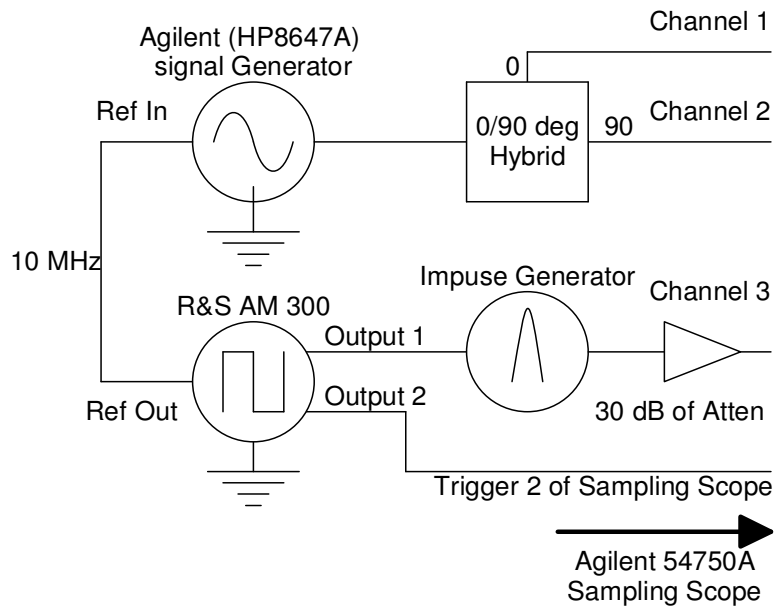 Channel 1
Agilent (HP8647A)
signal Generator
0
Ref In
0/90 deg
Hybrid
90
Channel 2
10 MHz
Impuse Generator
Channel 3
R&S AM 300
Output 1
Ref Out
Output 2
30 dB of Atten
Trigger 2 of Sampling Scope
Agilent 54750A
Sampling Scope